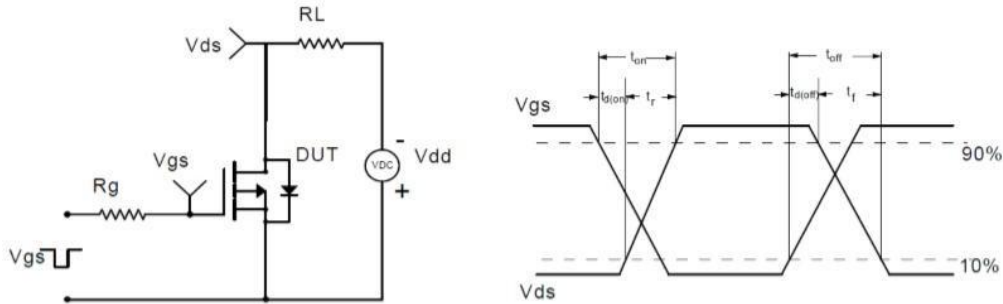 RL
Vds
Vgs
DUT
VDC
-
Vdd
+
Rg
Vgs
ton
toff
td(on)
tr
td(off)
tf
Vgs
90%
10%
Vds